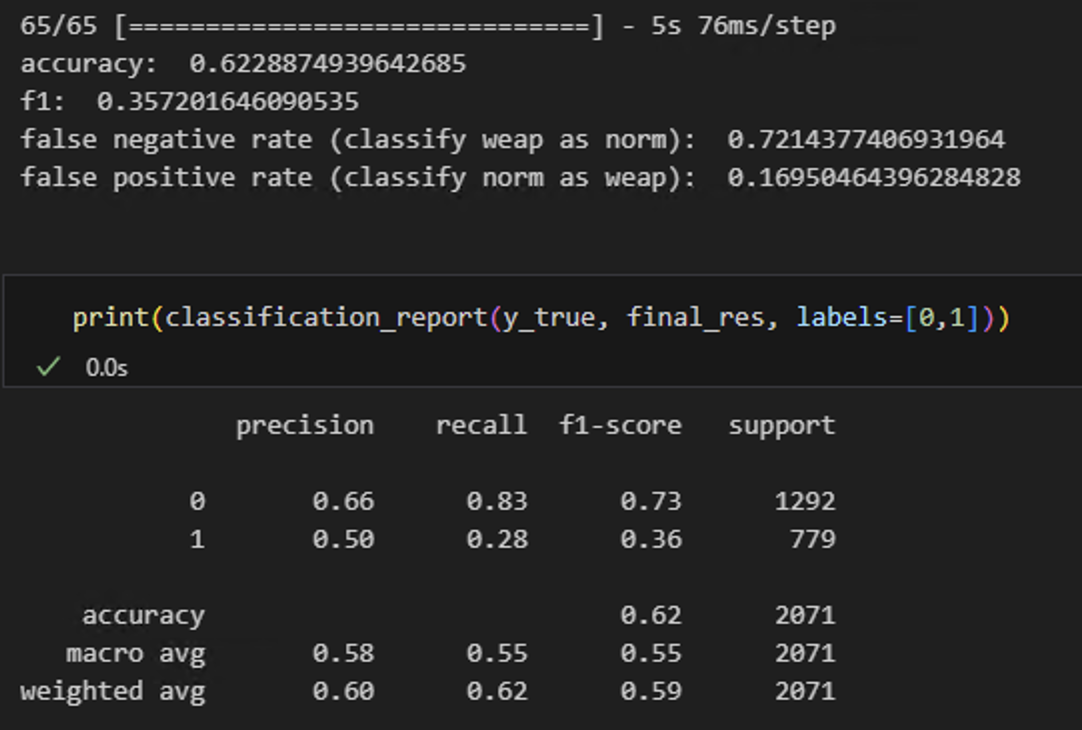 65/65 [==============================] - 5s 76ms/step
accuracy:  0.6228874939642685
f1:  0.357201646090535
false negative rate (classify weap as norm):  0.7214377406931964
false positive rate (classify norm as weap):  0.16950464396284828
print(classification_report(y_true, final_res, labels=[0,1]))
✓ 0.0s
precision    recall  f1-score   support
0       0.66      0.83      0.73      1292
1       0.50      0.28      0.36       779
accuracy                           0.62      2071
macro avg       0.58      0.55      0.55      2071
weighted avg       0.60      0.62      0.59      2071